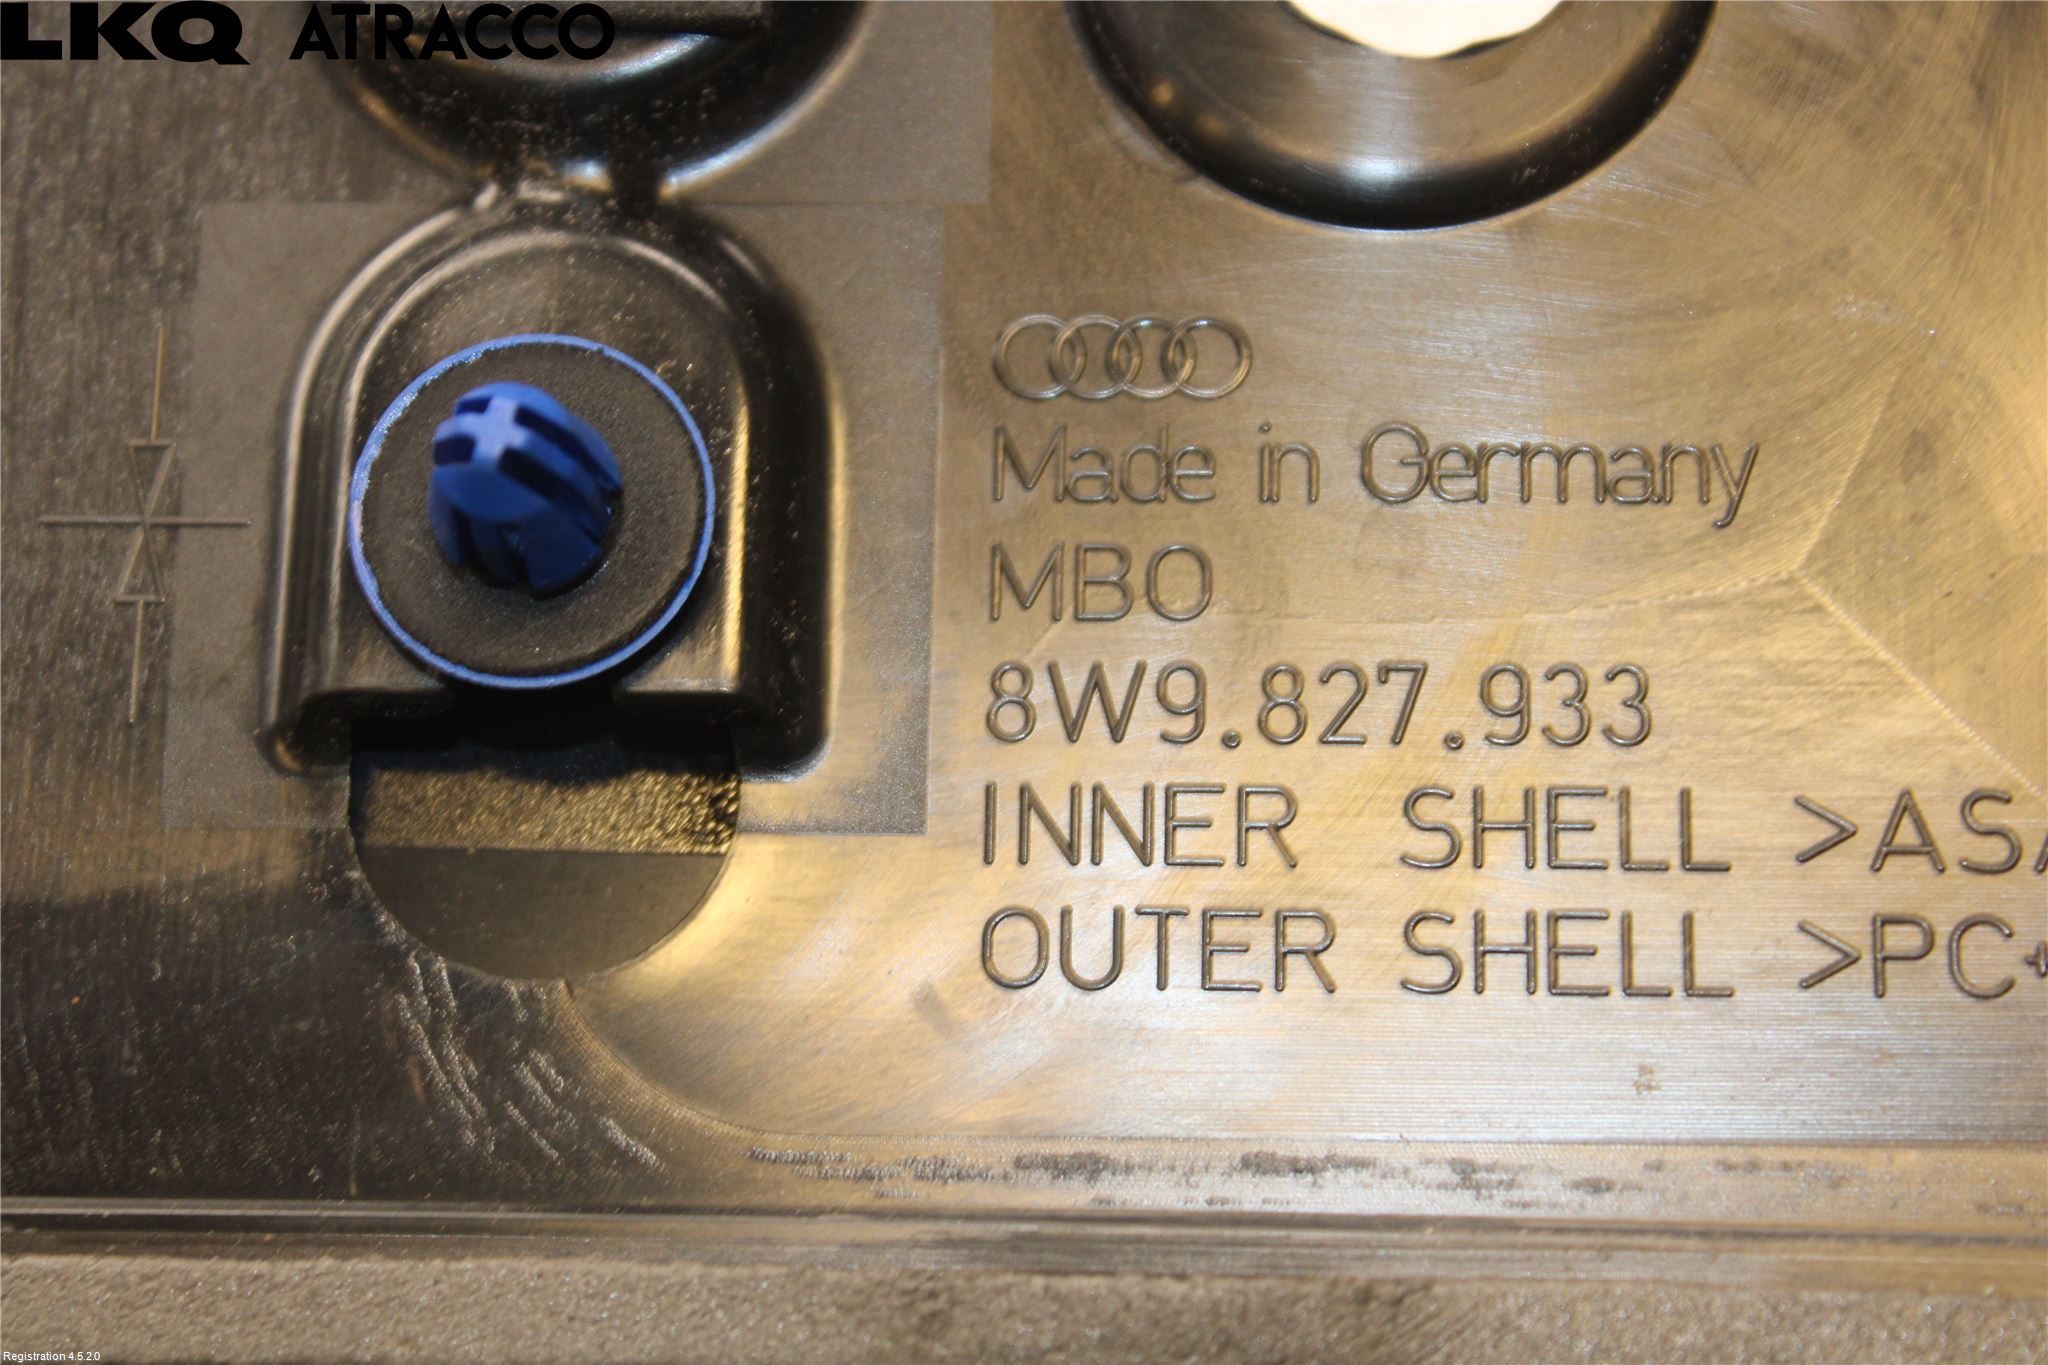 LKQ ATRACCO
Made in Germany
MBO
8W9.827.933
INNER SHELL >ASA
OUTER SHELL >PC+
Registration 4.5.2.0